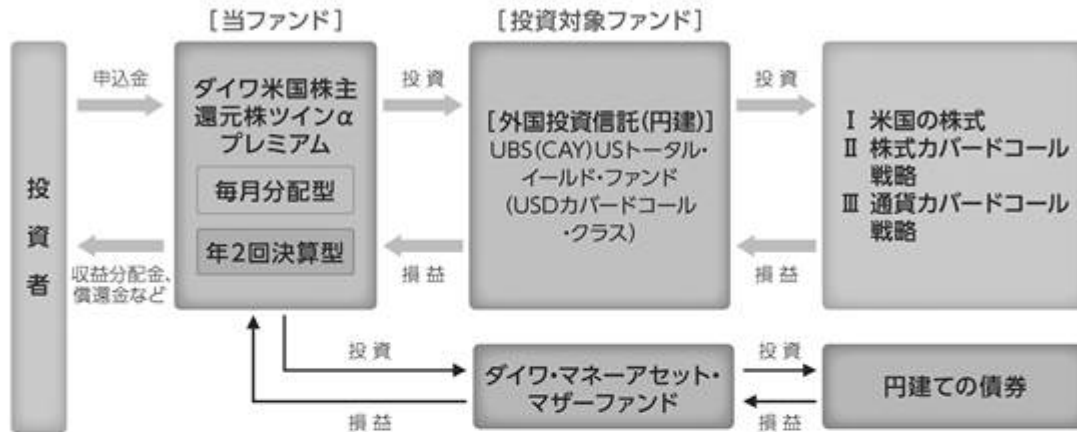 [当ファンド]
[投資対象ファンド]
投資者
申込金
収益分配金、
償還金など
ダイワ米国株主
還元株ツインα
プレミアム
毎月分配型
年2回決算型
投資
損益
[外国投資信託(円建)]
UBS(CAY)USトータル・
イールド・ファンド
(USDカバードコール
・クラス)
投資
損益
Ⅰ 米国の株式
Ⅱ 株式カバードコール
戦略
Ⅲ 通貨カバードコール
戦略
投資
損益
ダイワ・マネーアセット・
マザーファンド
投資
損益
円建ての債券